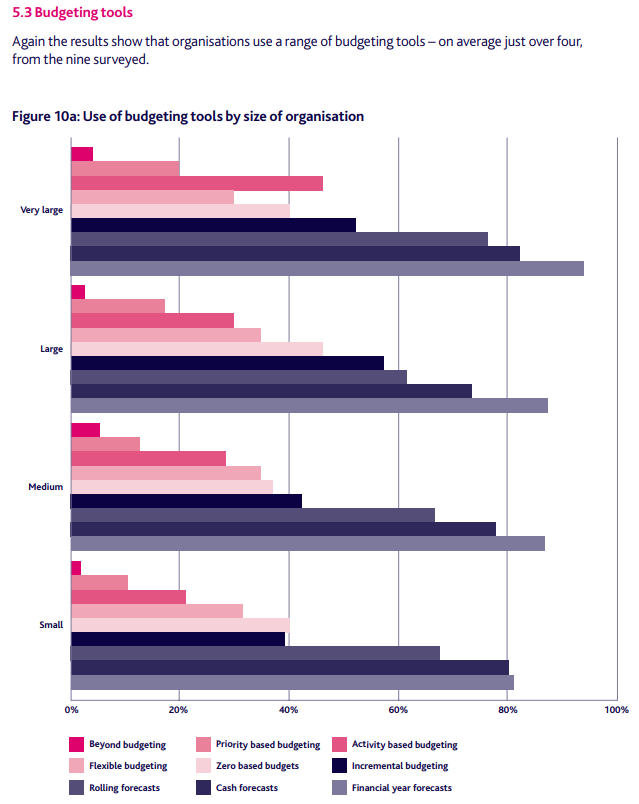 5.3 Budgeting tools
Again the results show that organisations use a range of budgeting tools – on average just over four,
from the nine surveyed.
Figure 10a: Use of budgeting tools by size of organisation
Very large
Large
Medium
Small
0% 20% 40% 60% 80% 100%
Beyond budgeting Priority based budgeting Activity based budgeting
Flexible budgeting Zero based budgets Incremental budgeting
Rolling forecasts Cash forecasts Financial year forecasts